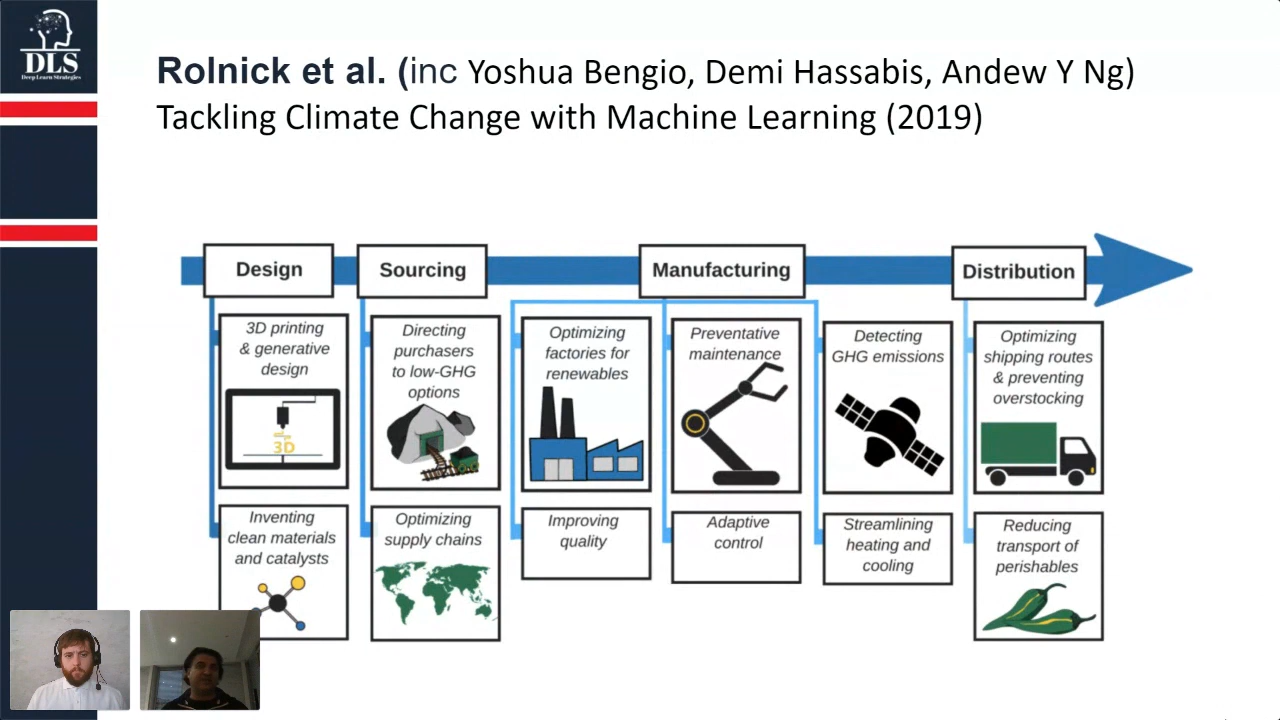 DLS
Deep Learn Strategies
Rolnick et al. (inc Yoshua Bengio, Demi Hassabis, Andew Y Ng)
Tackling Climate Change with Machine Learning (2019)
Design
Sourcing
Manufacturing
Distribution
3D printing
& generative
design
3D
Directing
purchasers
to low-GHG
options
Optimizing
factories for
renewables
Preventative
maintenance
Detecting
GHG emissions
Optimizing
shipping routes
& preventing
overstocking
Inventing
clean materials
and catalysts
Optimizing
supply chains
Improving
quality
Adaptive
control
Streamlining
heating and
cooling
Reducing
transport of
perishables